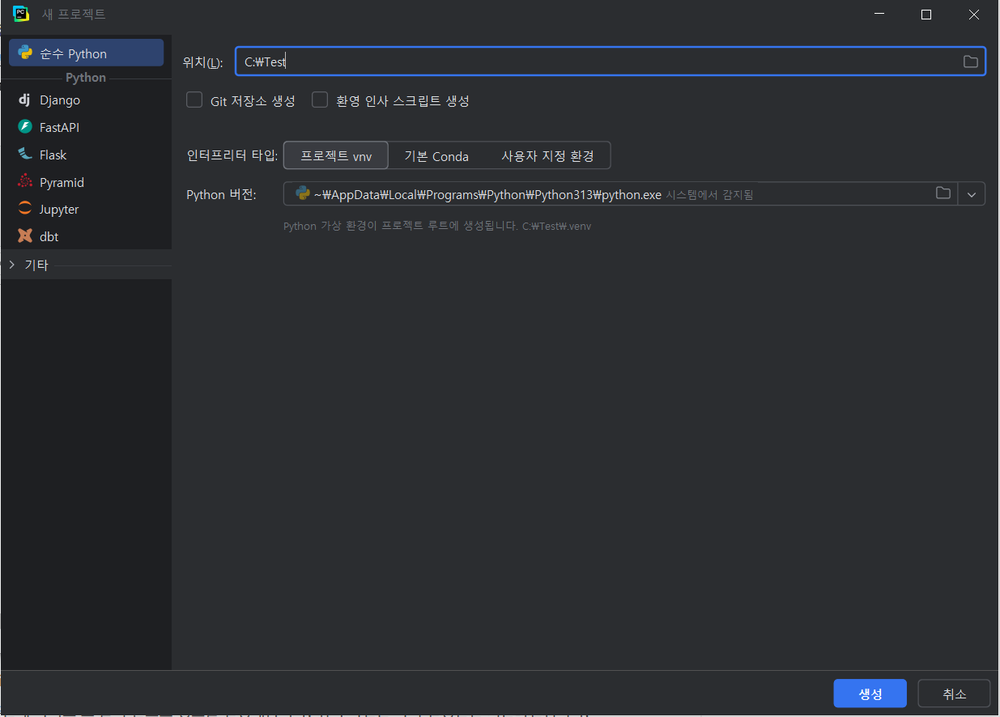 새 프로젝트
순수 Python
Python
Django
FastAPI
Flask
Pyramid
Jupyter
dbt
기타
위치(L): C:₩Test
Git 저장소 생성 환영 인사 스크립트 생성
인터프리터 타입: 프로젝트 vnv 기본 Conda 사용자 지정 환경
Python 버전: ~₩AppData₩Local₩Programs₩Python₩Python313₩python.exe 시스템에서 감지됨
Python 가상 환경이 프로젝트 루트에 생성됩니다. C:₩Test₩.venv
생성 취소